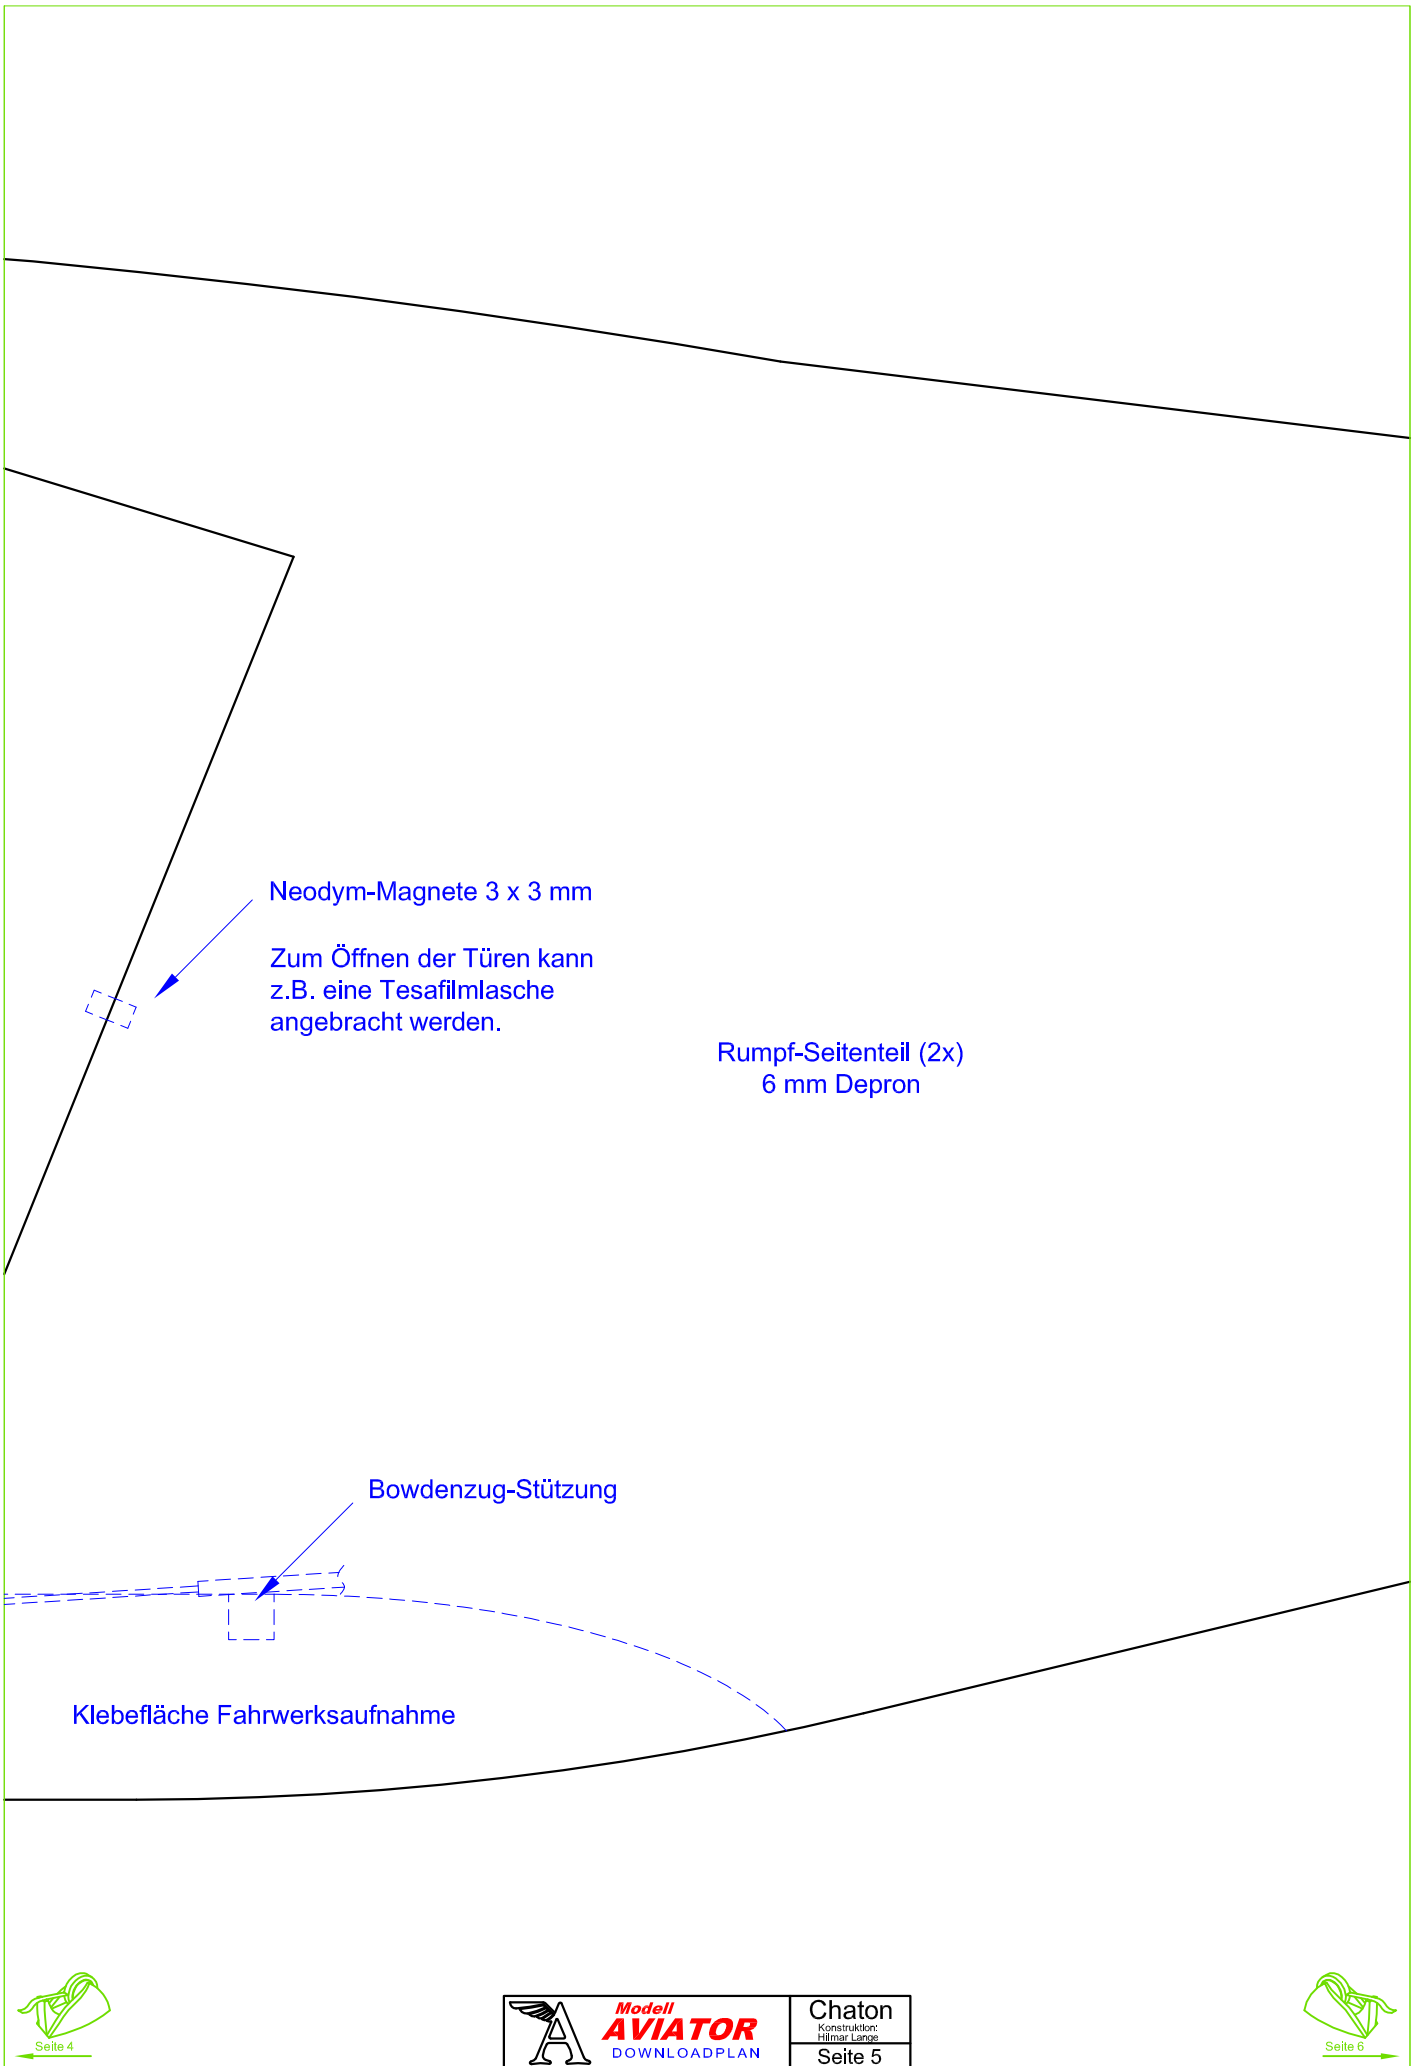 Neodym-Magnete 3 x 3 mm
Zum Öffnen der Türen kann
z.B. eine Tesafilmlasche
angebracht werden.
Rumpf-Seitenteil (2x)
6 mm Depron
Bowdenzug-Stützung
Klebefläche Fahrwerksaufnahme
Seite 4
Modell
AVIATOR
DOWNLOADPLAN
Chaton
Konstruktion:
Hilmar Lange
Seite 5
Seite 6